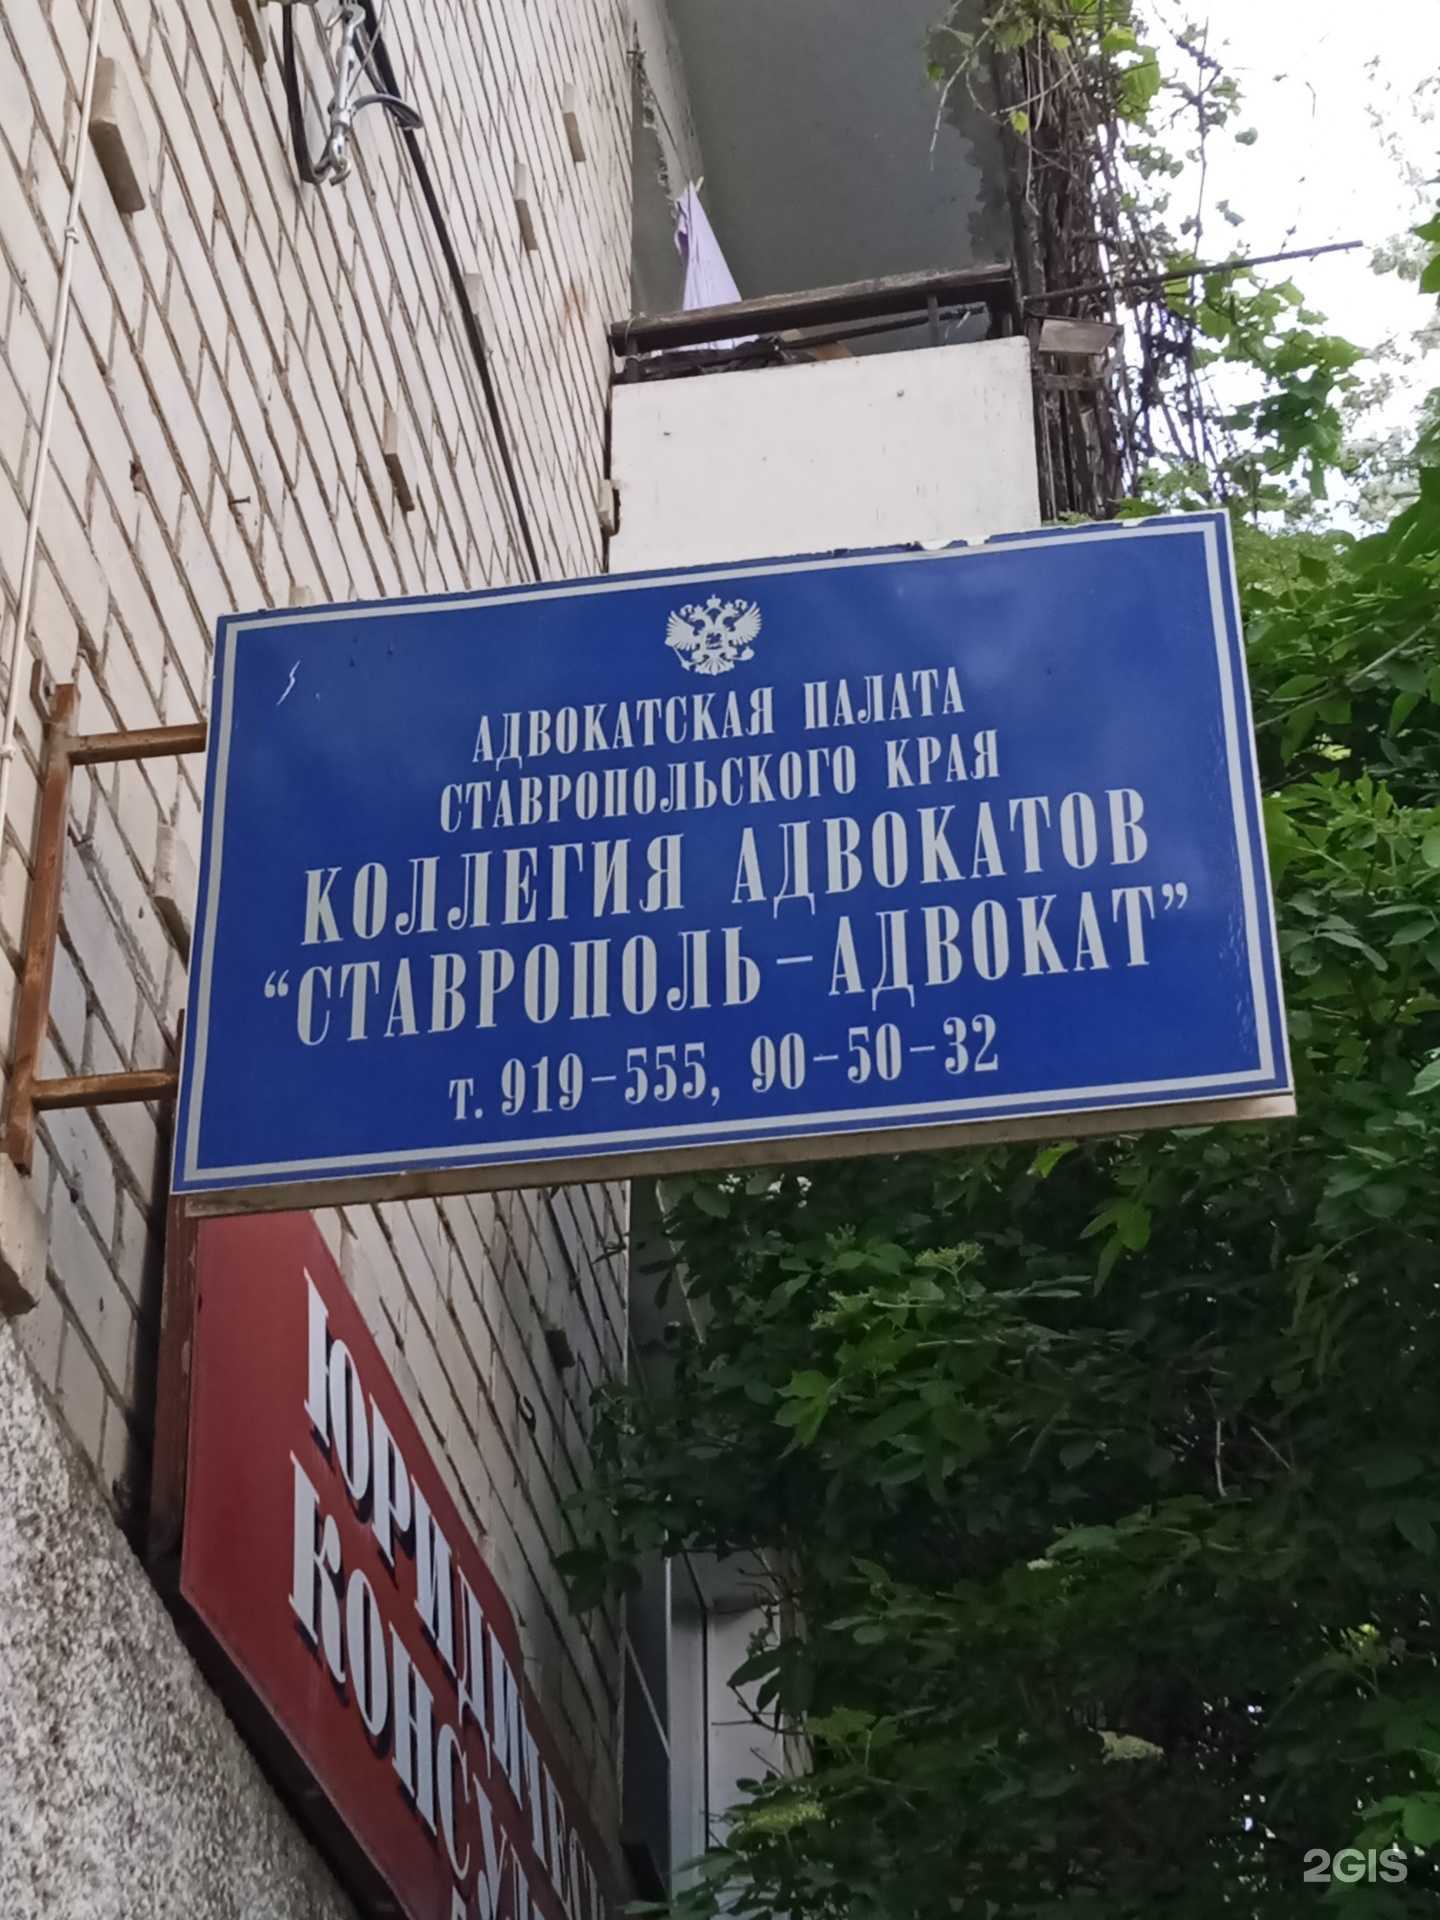 АДВОКАТСКАЯ ПАЛАТА
СТАВРОПОЛЬСКОГО КРАЯ
КОЛЛЕГИЯ АДВОКАТОВ
“СТАВРОПОЛЬ–АДВОКАТ”
т. 919–555, 90–50–32
2GIS